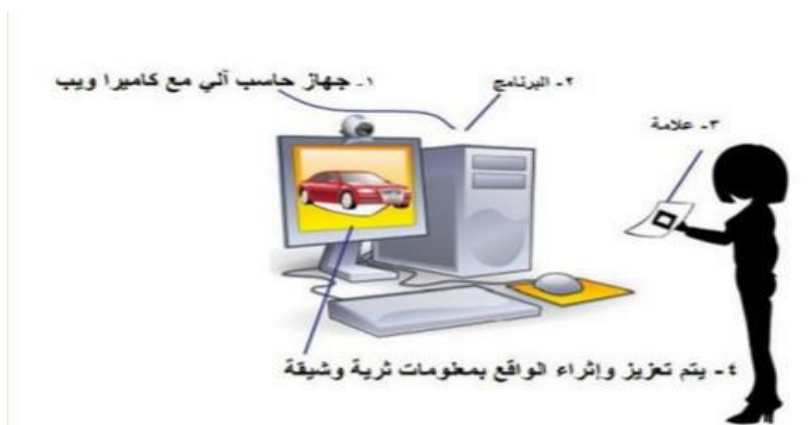 ١- جهاز حاسب آلي مع كاميرا ويب
٢- البرنامج
٣- علامة
٤- يتم تعزيز وإثراء الواقع بمعلومات ثرية وشيقة